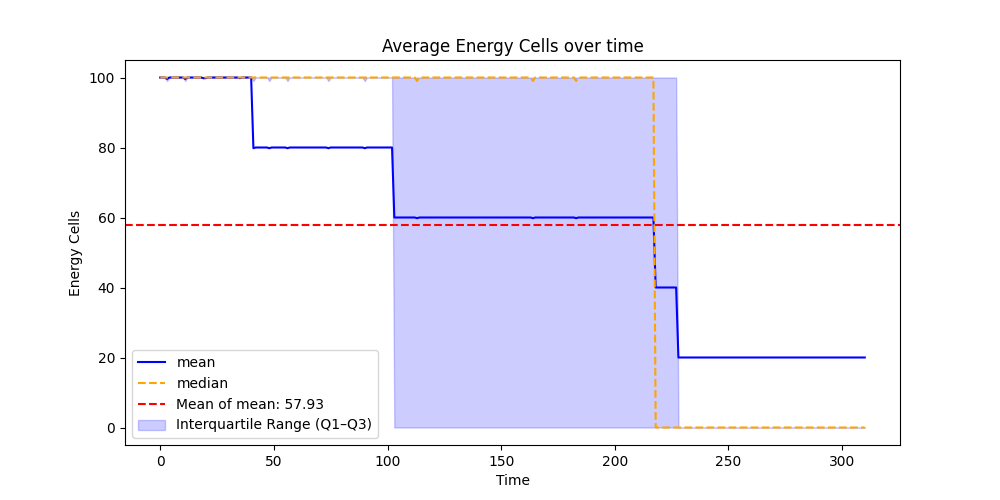 Average Energy Cells over time
Energy Cells
100
80
60
40
20
0
mean
median
Mean of mean: 57.93
Interquartile Range (Q1–Q3)
0 50 100 150 200 250 300
Time